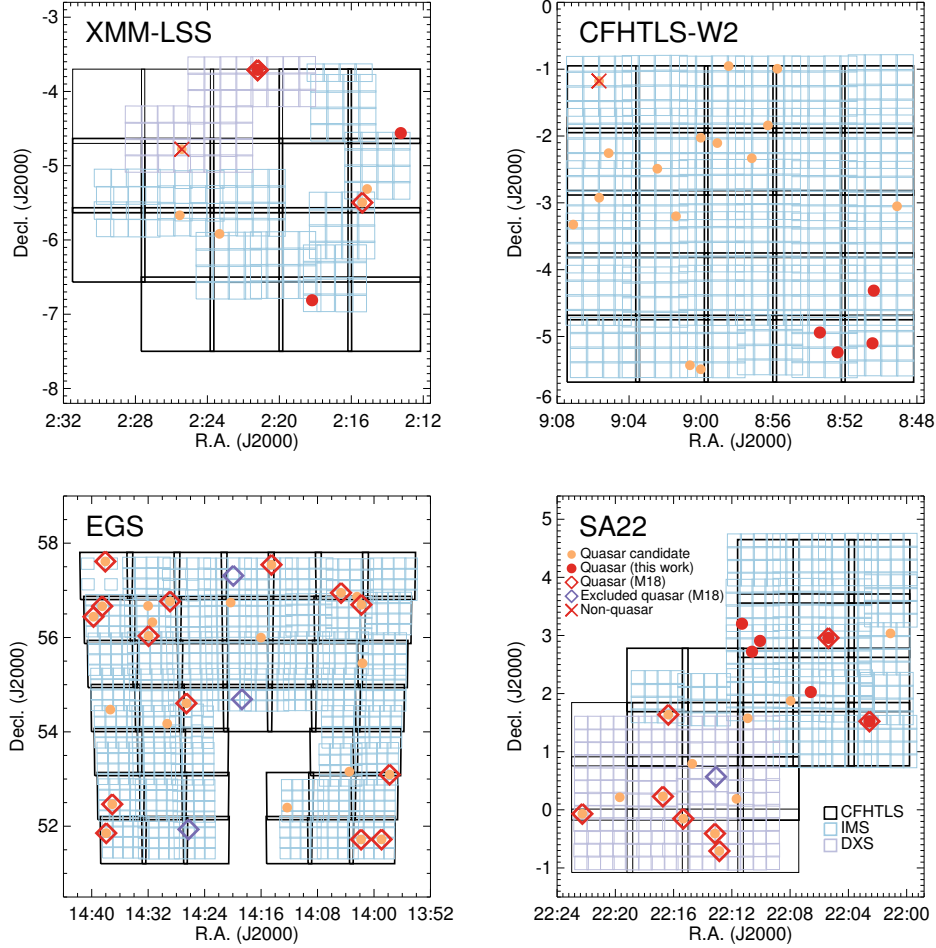 XMM-LSS
-3
-4
-5
-6
-7
-8
Decl. (J2000)
2:32 2:28 2:24 2:20 2:16 2:12
R.A. (J2000)
CFHTLS-W2
0
-1
-2
-3
-4
-5
-6
Decl. (J2000)
9:08 9:04 9:00 8:56 8:52 8:48
R.A. (J2000)
EGS
58
56
54
52
Decl. (J2000)
14:40 14:32 14:24 14:16 14:08 14:00 13:52
R.A. (J2000)
SA22
5
4
3
2
1
0
-1
Decl. (J2000)
Quasar candidate
Quasar (this work)
Quasar (M18)
Excluded quasar (M18)
Non-quasar
CFHTLS
IMS
DXS
22:24 22:20 22:16 22:12 22:08 22:04 22:00
R.A. (J2000)